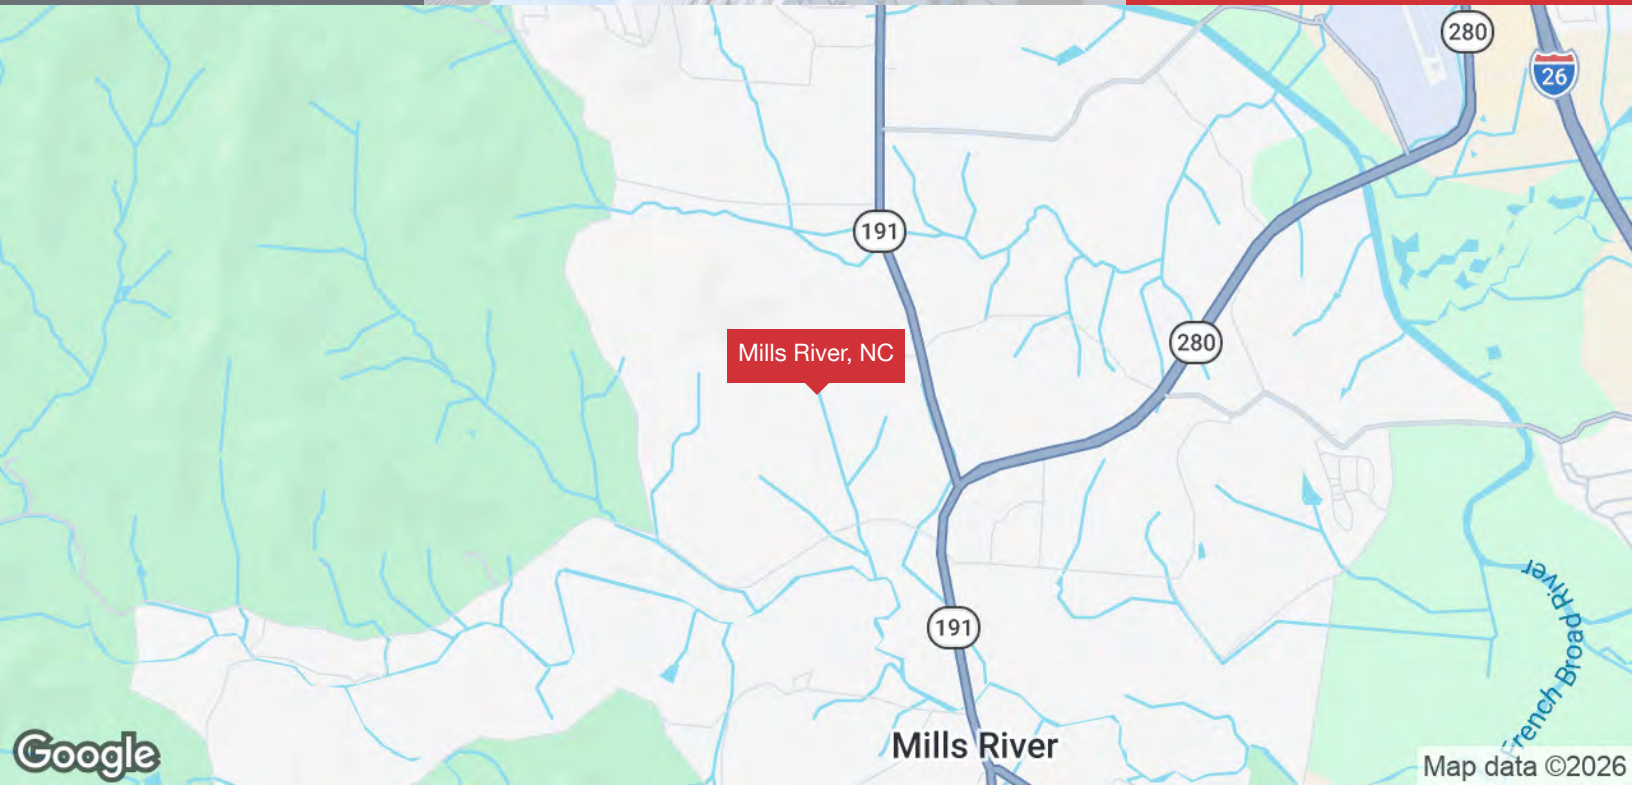 280
26
191
Mills River, NC
280
191
French Broad River
Mills River
Google
Map data ©2026